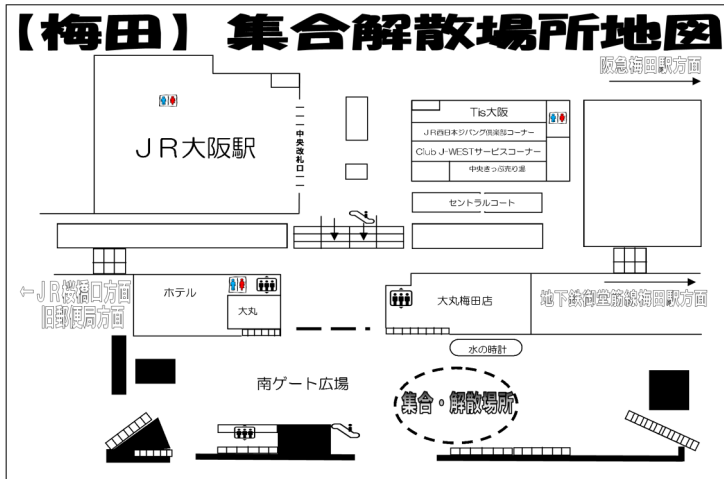 【梅田】 集合解散場所地図
阪急梅田駅方面
JR大阪駅
中央改札口
Tis大阪
JR西日本ジパング倶楽部コーナー
Club J-WESTサービスコーナー
中央きっぷ売り場
セントラルコート
←JR桜橋口方面
旧郵便局方面
ホテル
大丸
大丸梅田店
地下鉄御堂筋線梅田駅方面
水の時計
南ゲート広場
集合・解散場所